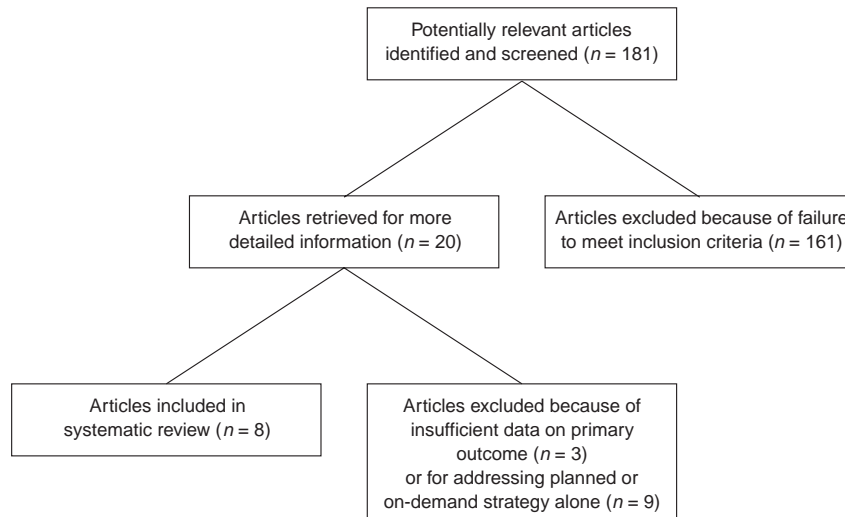 Potentially relevant articles
identified and screened (n = 181)
Articles retrieved for more
detailed information (n = 20)
Articles excluded because of failure
to meet inclusion criteria (n = 161)
Articles included in
systematic review (n = 8)
Articles excluded because of
insufficient data on primary
outcome (n = 3)
or for addressing planned or
on-demand strategy alone (n = 9)